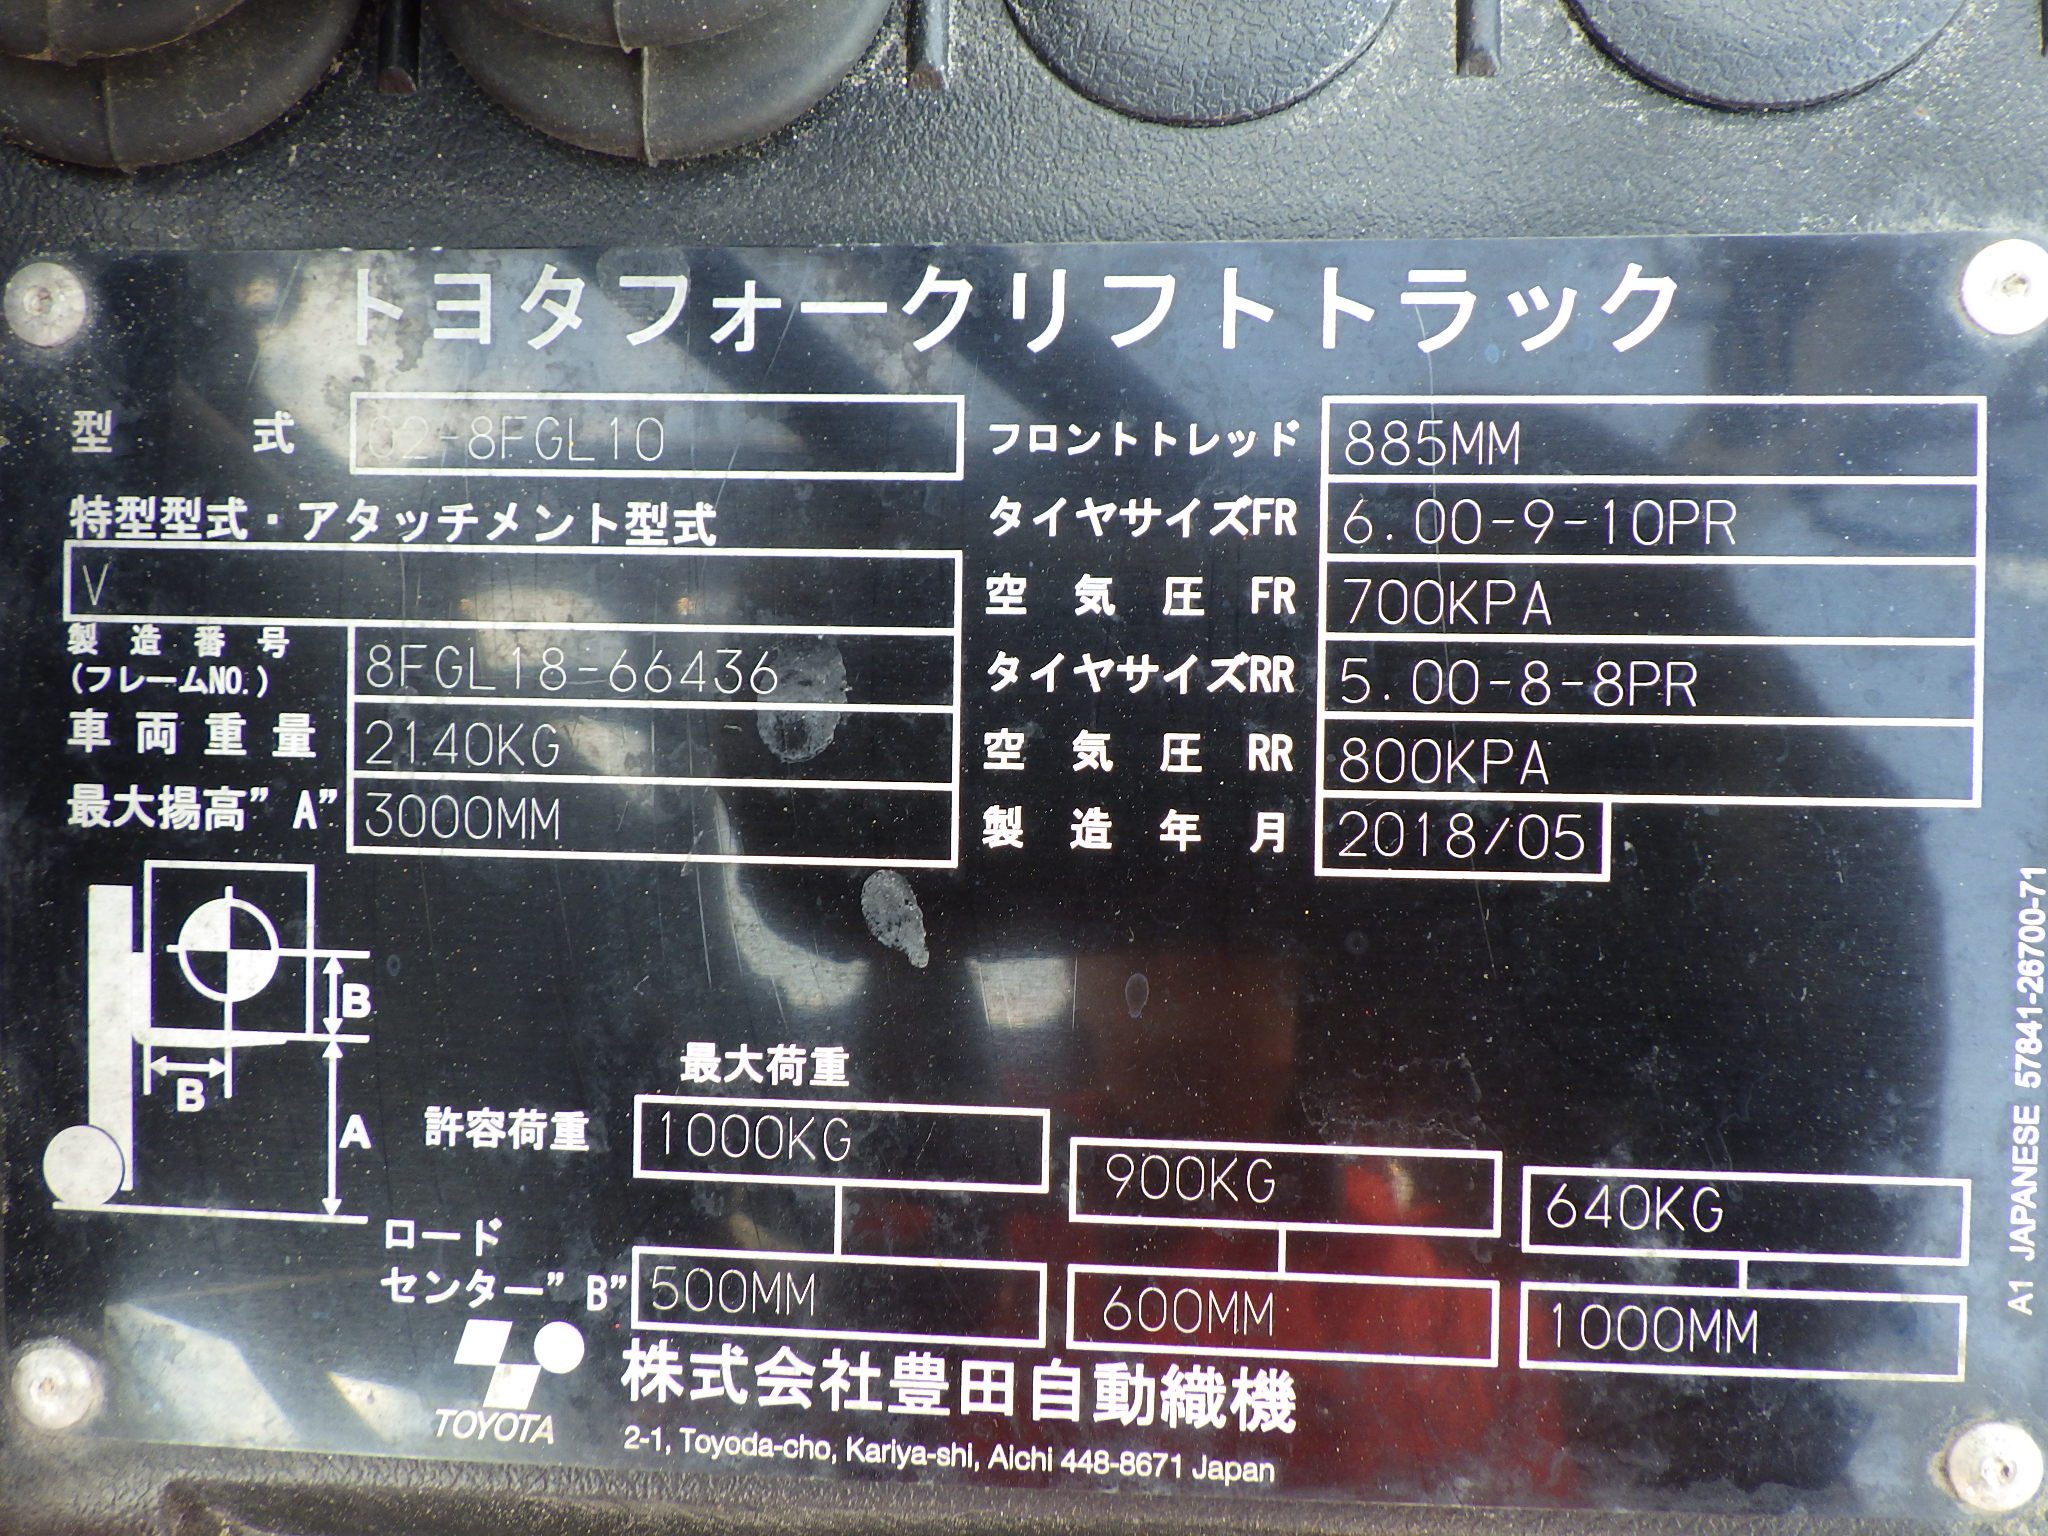 トヨタフォークリフトトラック
型 式 02-8FGL10
特型型式・アタッチメント型式
V
製造番号
(フレームNO.) 8FGL18-66436
車両重量 2140KG
最大揚高"A" 3000MM
フロントトレッド 885MM
タイヤサイズFR 6.00-9-10PR
空気圧 FR 700KPA
タイヤサイズRR 5.00-8-8PR
空気圧 RR 800KPA
製造年月 2018/05
B
B
A
最大荷重
許容荷重 1000KG 900KG 640KG
ロード
センター"B" 500MM 600MM 1000MM
TOYOTA
株式会社豊田自動織機
2-1, Toyoda-cho, Kariya-shi, Aichi 448-8671 Japan
A1 JAPANESE 57841-26700-71